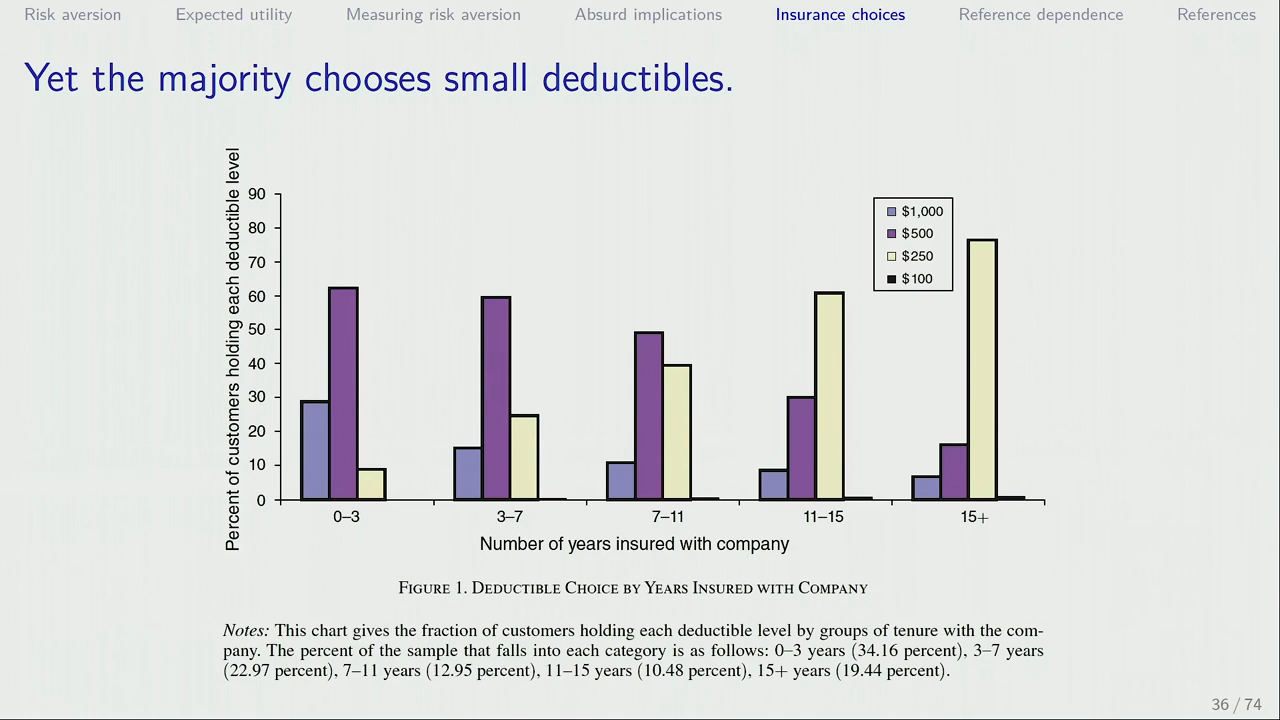 Risk aversion Expected utility Measuring risk aversion Absurd implications Insurance choices Reference dependence References
Yet the majority chooses small deductibles.
Percent of customers holding each deductible level
90
80
70
60
50
40
30
20
10
0
$1,000
$500
$250
$100
0–3 3–7 7–11 11–15 15+
Number of years insured with company
Figure 1. Deductible Choice by Years Insured with Company
Notes: This chart gives the fraction of customers holding each deductible level by groups of tenure with the com-
pany. The percent of the sample that falls into each category is as follows: 0–3 years (34.16 percent), 3–7 years
(22.97 percent), 7–11 years (12.95 percent), 11–15 years (10.48 percent), 15+ years (19.44 percent).
36 / 74